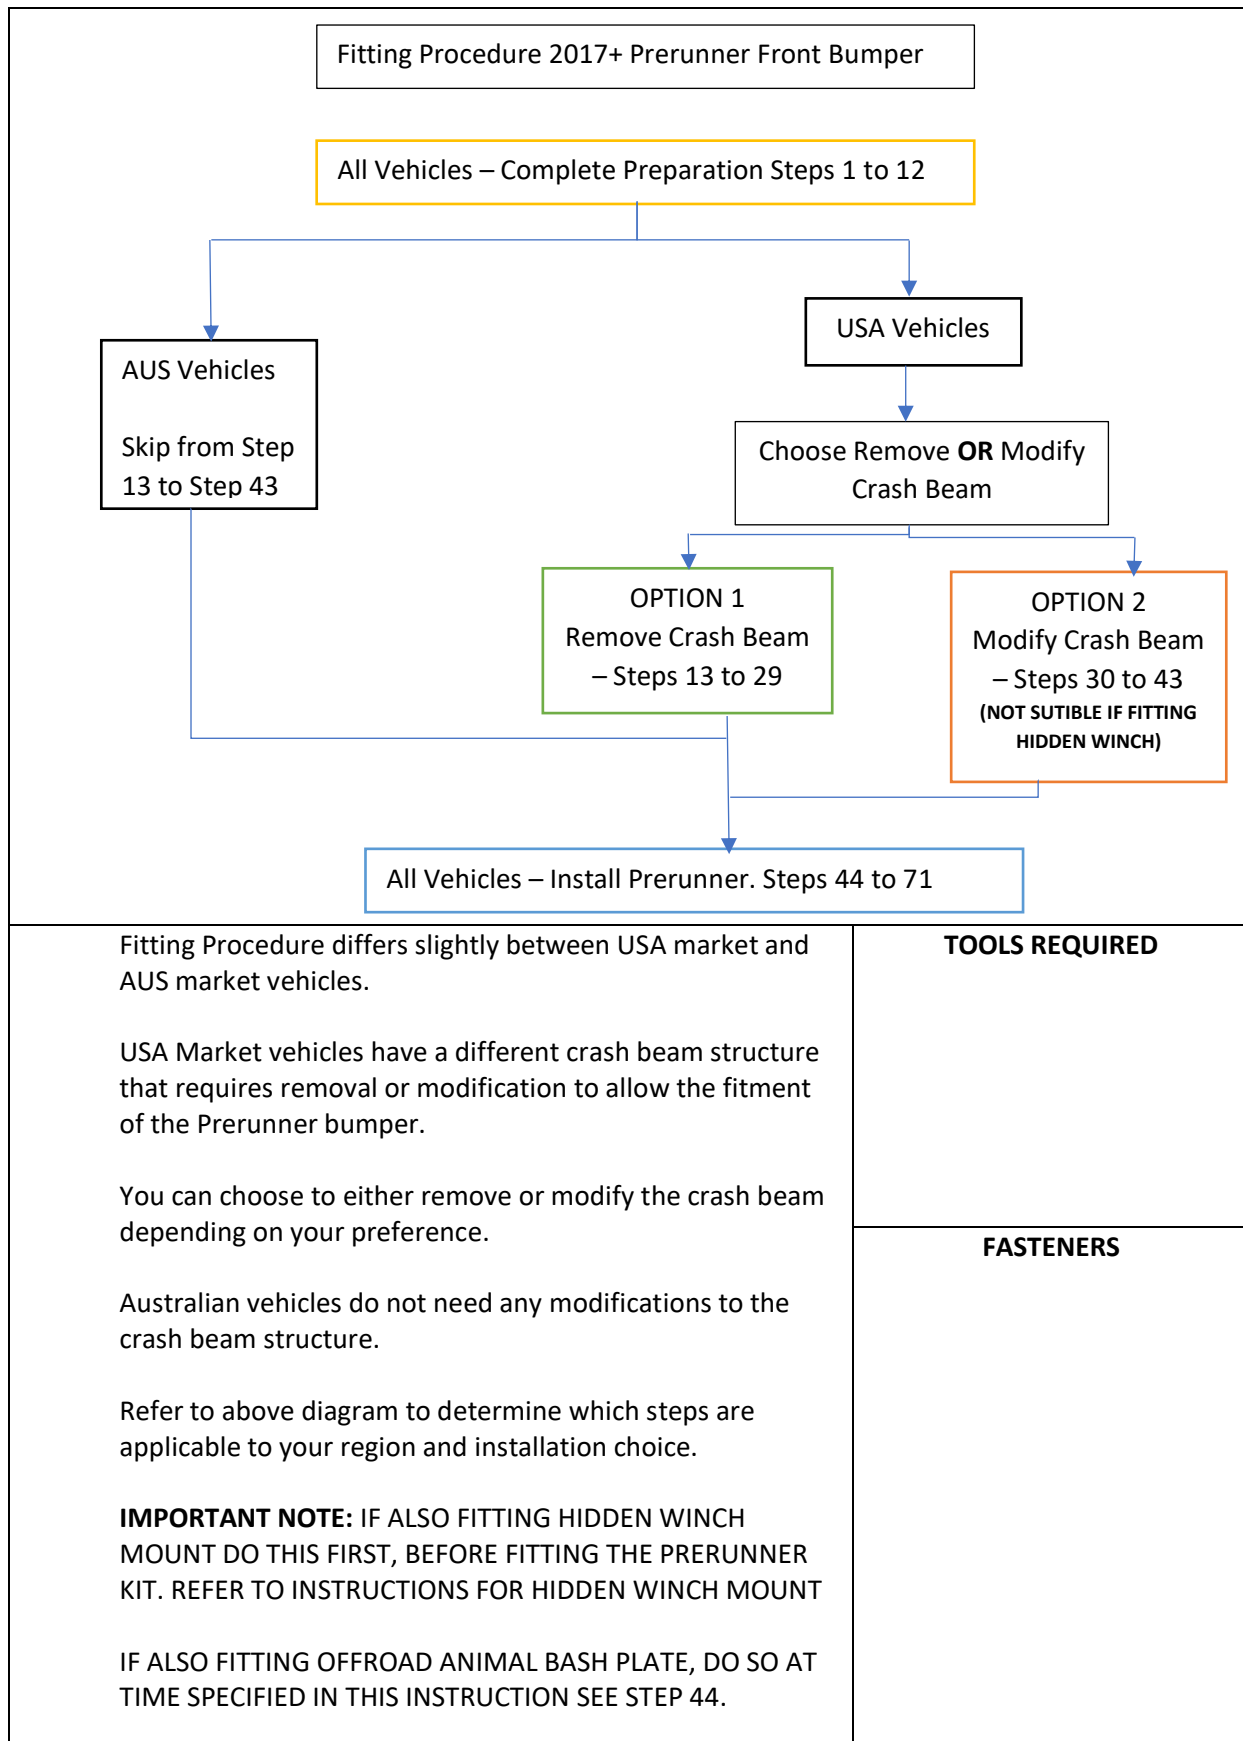 Fitting Procedure 2017+ Prerunner Front Bumper
All Vehicles – Complete Preparation Steps 1 to 12
USA Vehicles
AUS Vehicles
Skip from Step
13 to Step 43
Choose Remove OR Modify
Crash Beam
OPTION 1
Remove Crash Beam
– Steps 13 to 29
OPTION 2
Modify Crash Beam
– Steps 30 to 43
(NOT SUTIBLE IF FITTING
HIDDEN WINCH)
All Vehicles – Install Prerunner. Steps 44 to 71
Fitting Procedure differs slightly between USA market and
AUS market vehicles.
USA Market vehicles have a different crash beam structure
that requires removal or modification to allow the fitment
of the Prerunner bumper.
You can choose to either remove or modify the crash beam
depending on your preference.
Australian vehicles do not need any modifications to the
crash beam structure.
Refer to above diagram to determine which steps are
applicable to your region and installation choice.
IMPORTANT NOTE: IF ALSO FITTING HIDDEN WINCH
MOUNT DO THIS FIRST, BEFORE FITTING THE PRERUNNER
KIT. REFER TO INSTRUCTIONS FOR HIDDEN WINCH MOUNT
IF ALSO FITTING OFFROAD ANIMAL BASH PLATE, DO SO AT
TIME SPECIFIED IN THIS INSTRUCTION SEE STEP 44.
TOOLS REQUIRED
FASTENERS